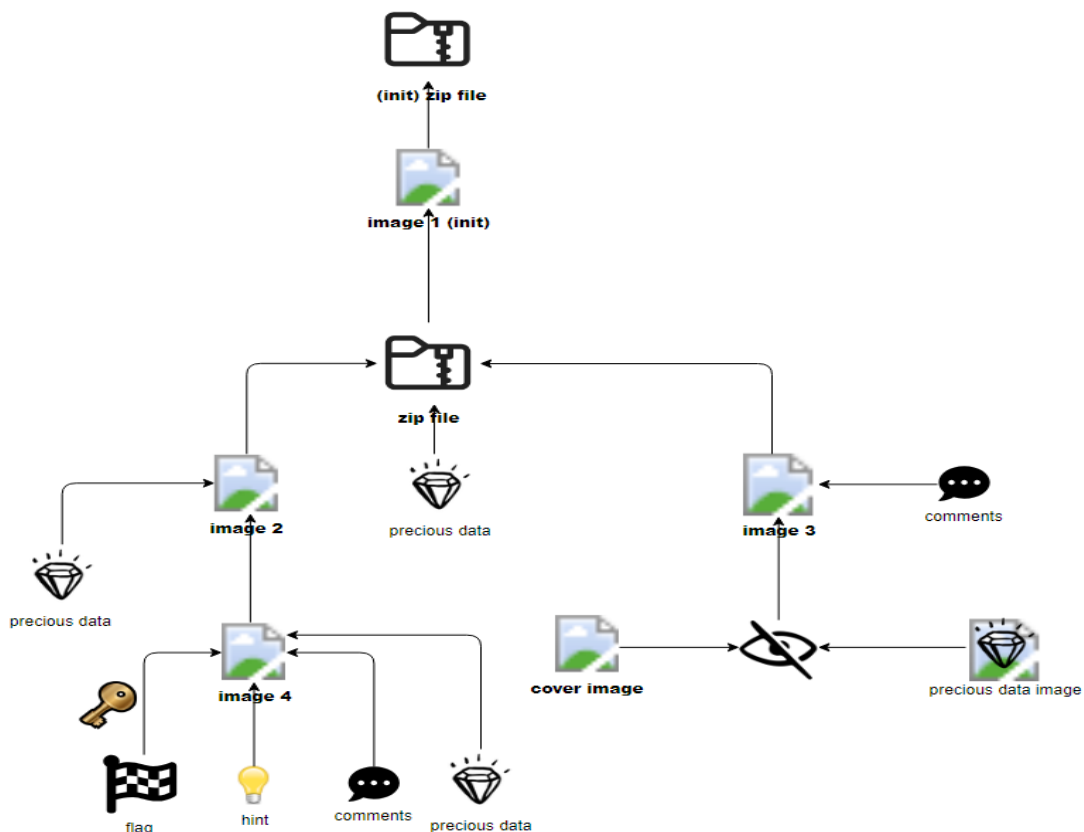 (init) zip file
image 1 (init)
zip file
image 2
precious data
image 3
comments
precious data
image 4
cover image
precious data image
flag
hint
comments
precious data